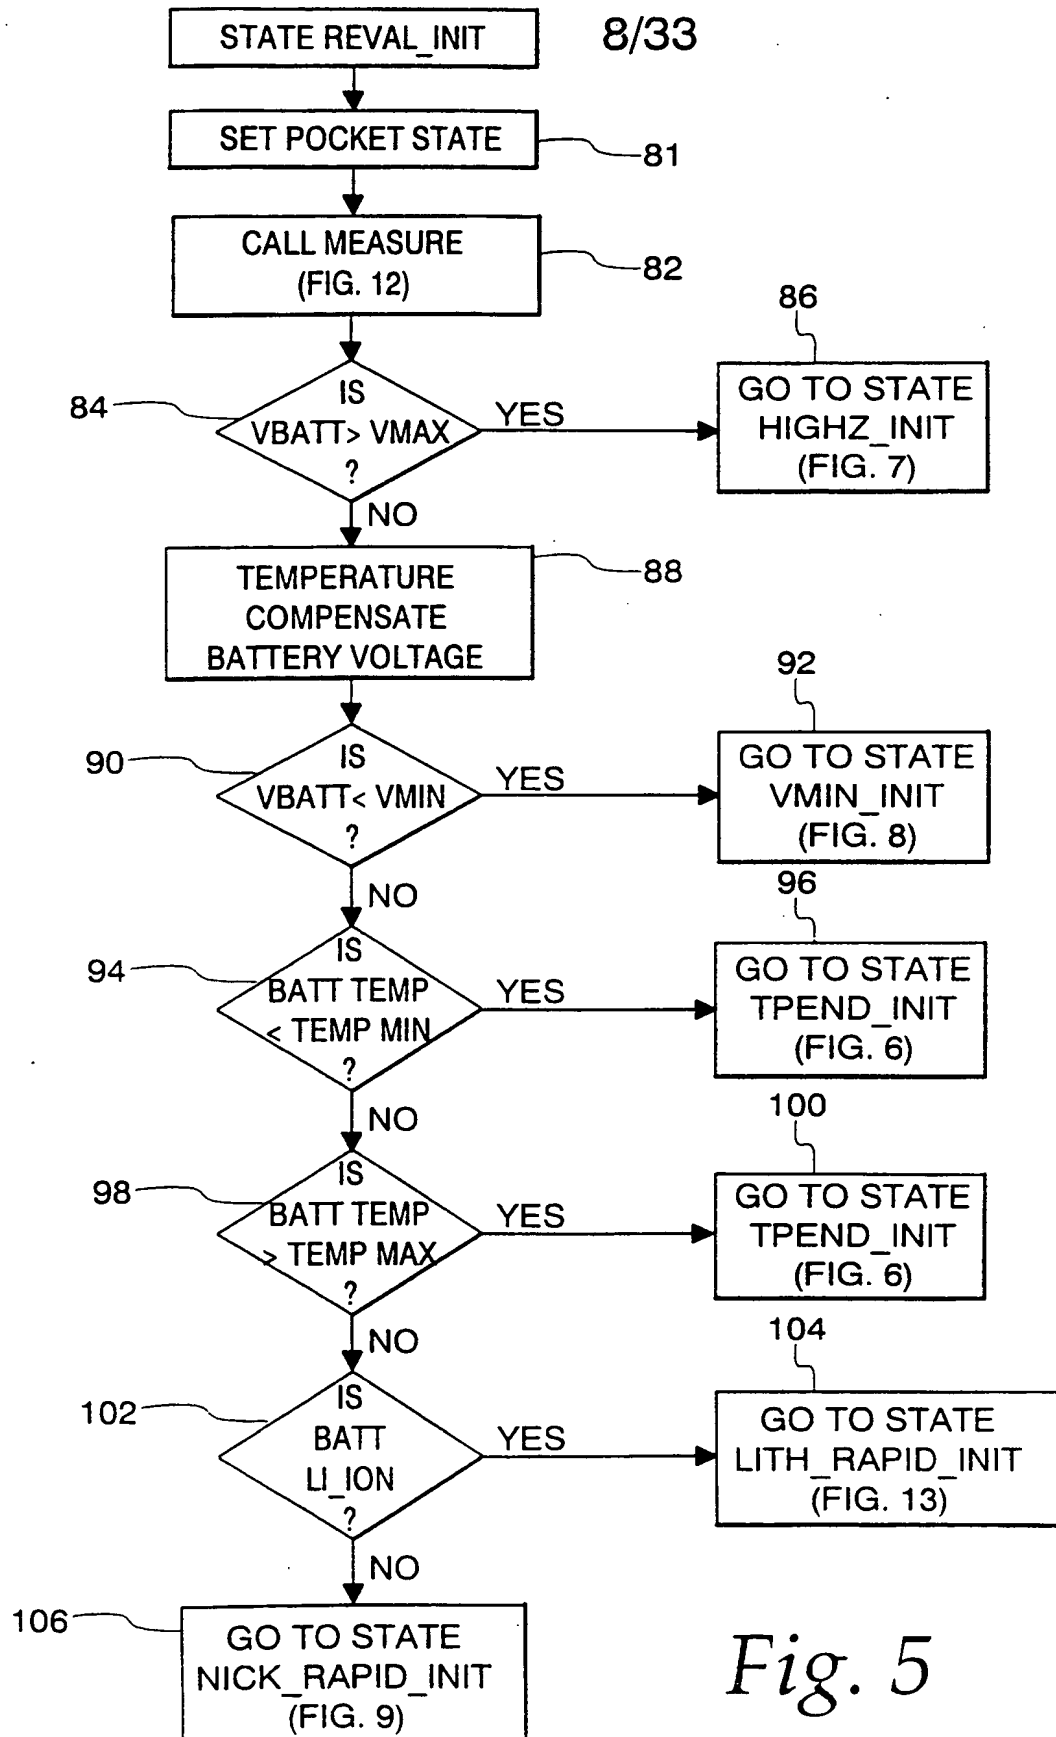 STATE REVAL_INIT
8/33
SET POCKET STATE
81
CALL MEASURE
(FIG. 12)
82
86
84
IS
VBATT> VMAX
?
YES
GO TO STATE
HIGHZ_INIT
(FIG. 7)
NO
TEMPERATURE
COMPENSATE
BATTERY VOLTAGE
88
92
90
IS
VBATT< VMIN
?
YES
GO TO STATE
VMIN_INIT
(FIG. 8)
NO
96
94
IS
BATT TEMP
< TEMP MIN
?
YES
GO TO STATE
TPEND_INIT
(FIG. 6)
NO
100
98
IS
BATT TEMP
> TEMP MAX
?
YES
GO TO STATE
TPEND_INIT
(FIG. 6)
NO
104
102
IS
BATT
LI_ION
?
YES
GO TO STATE
LITH_RAPID_INIT
(FIG. 13)
NO
106
GO TO STATE
NICK_RAPID_INIT
(FIG. 9)
Fig. 5